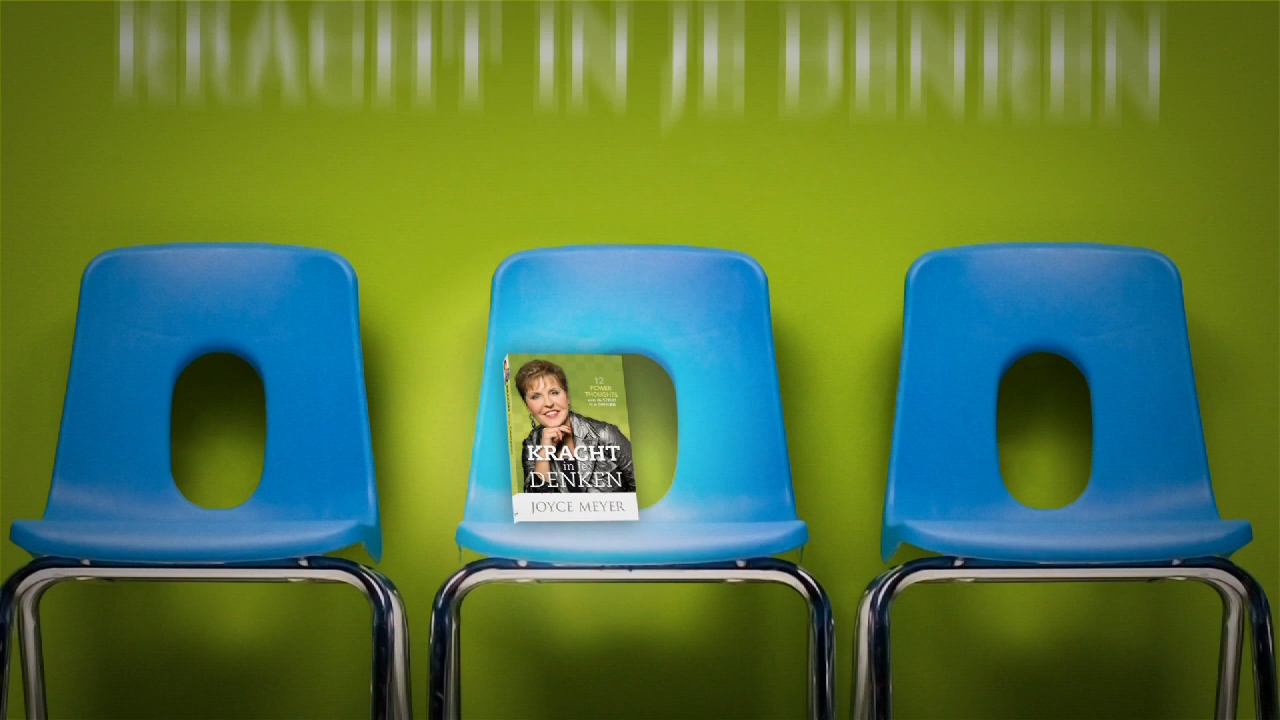 KRACHT IN JE DENKEN
12
POWER
THOUGHTS
KRACHT
in je
DENKEN
JOYCE MEYER